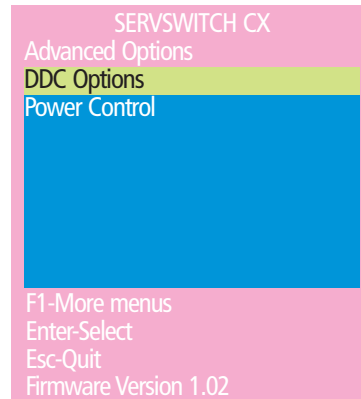 SERVSWITCH CX
Advanced Options
DDC Options
Power Control
F1-More menus
Enter-Select
Esc-Quit
Firmware Version 1.02